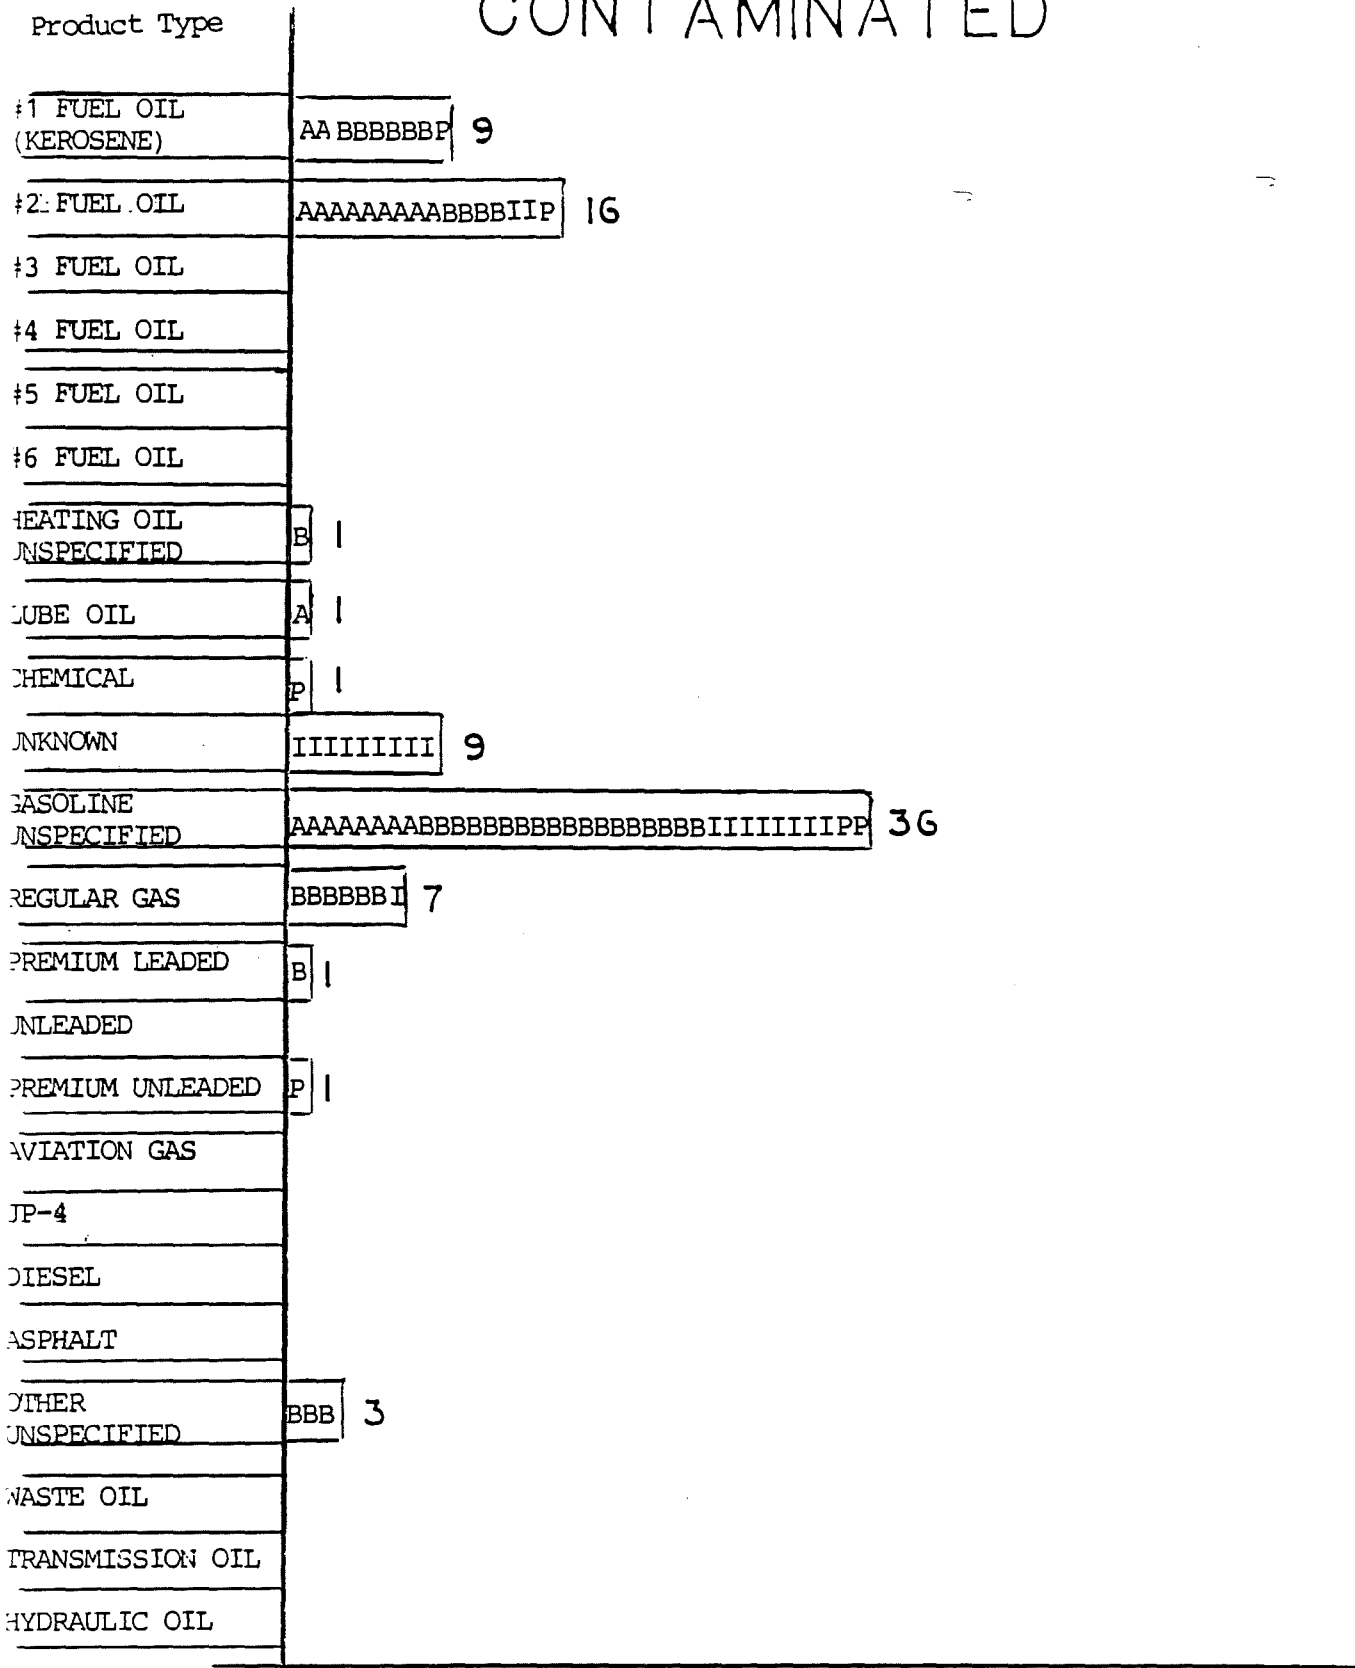 Product Type
CONTAMINATED
#1 FUEL OIL
(KEROSENE)
AA BBBBBBP 9
#2 FUEL OIL
AAAAAAAAABBBBIIP 16
#3 FUEL OIL
#4 FUEL OIL
#5 FUEL OIL
#6 FUEL OIL
HEATING OIL
UNSPECIFIED
B 1
LUBE OIL
A 1
CHEMICAL
P 1
UNKNOWN
IIIIIIIII 9
GASOLINE
UNSPECIFIED
AAAAAAAABBBBBBBBBBBBBBBBBBIIIIIIIIPP 36
REGULAR GAS
BBBBBBI 7
PREMIUM LEADED
B 1
UNLEADED
PREMIUM UNLEADED
P 1
AVIATION GAS
JP-4
DIESEL
ASPHALT
OTHER
UNSPECIFIED
BBB 3
WASTE OIL
TRANSMISSION OIL
HYDRAULIC OIL